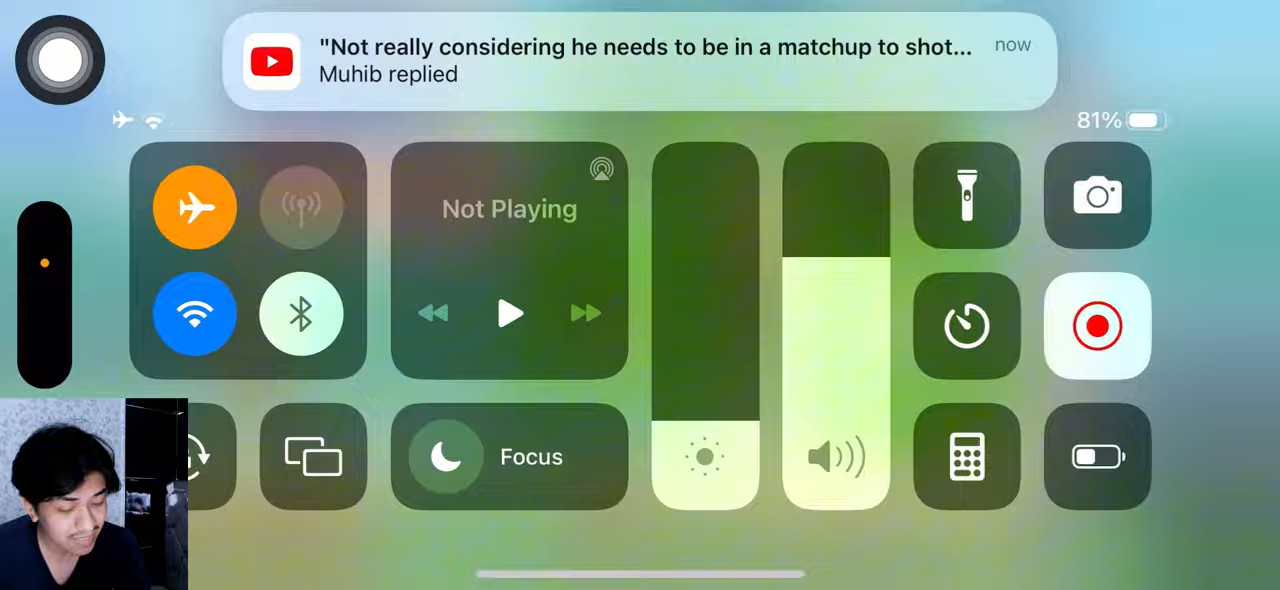 "Not really considering he needs to be in a matchup to shot...
now
Muhib replied
81%
Not Playing
Focus